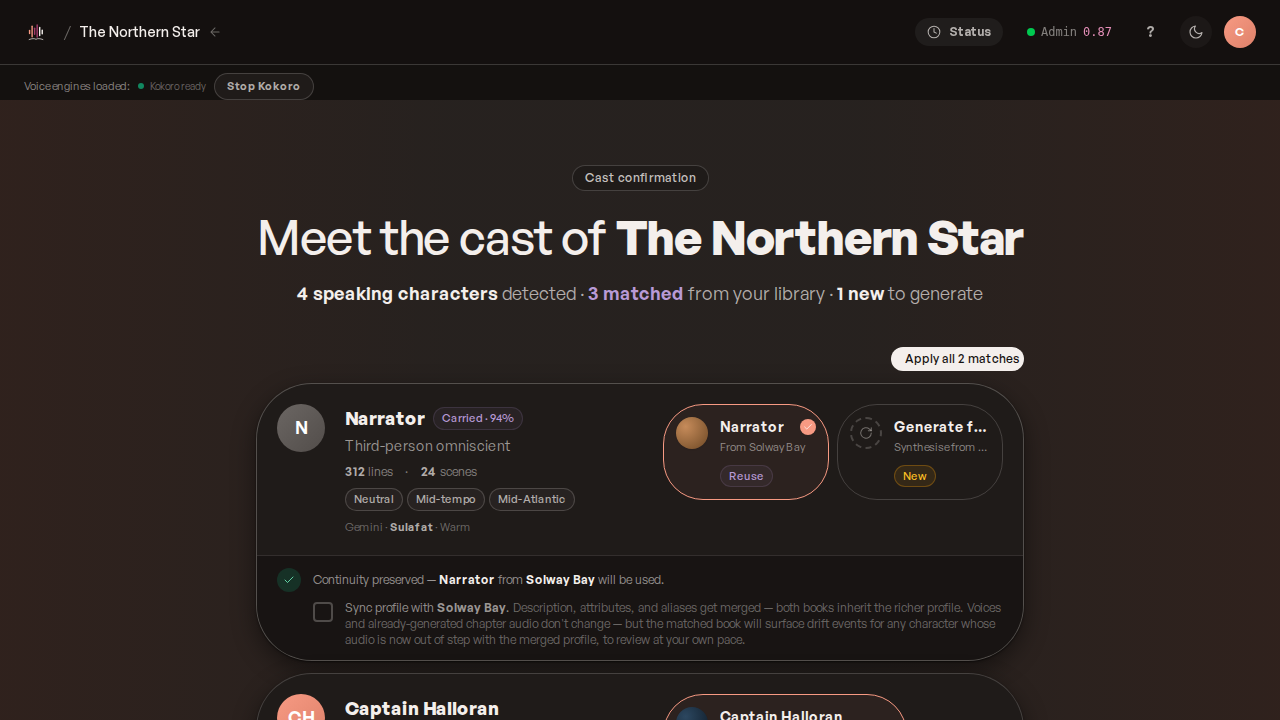 / The Northern Star ←
Status
Admin 0.87
?
C
Voice engines loaded: Kokoro ready Stop Kokoro
Cast confirmation
Meet the cast of The Northern Star
4 speaking characters detected · 3 matched from your library · 1 new to generate
Apply all 2 matches
N
Narrator Carried · 94%
Third-person omniscient
312 lines · 24 scenes
Neutral Mid-tempo Mid-Atlantic
Gemini · Sulafat · Warm
Narrator
From Solway Bay
Reuse
Generate f...
Synthesise from ...
New
Continuity preserved — Narrator from Solway Bay will be used.
Sync profile with Solway Bay. Description, attributes, and aliases get merged — both books inherit the richer profile. Voices
and already-generated chapter audio don't change — but the matched book will surface drift events for any character whose
audio is now out of step with the merged profile, to review at your own pace.
CH
Captain Halloran
Captain Halloran